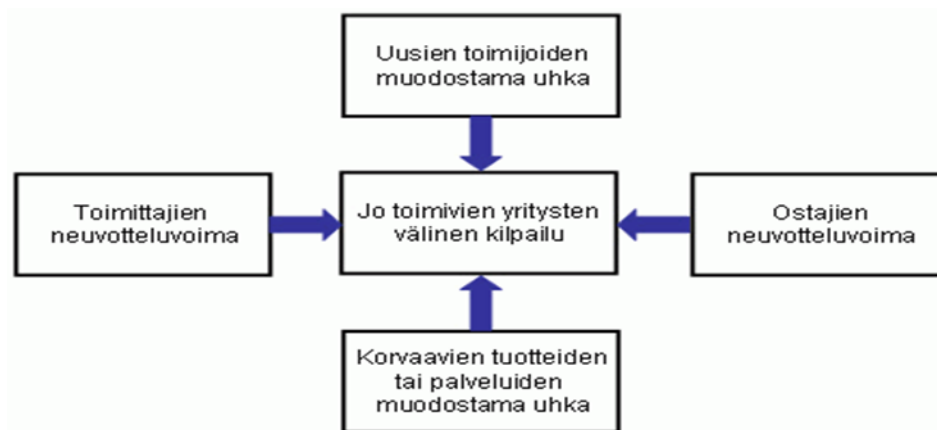 Uusien toimijoiden
muodostama uhka
Toimittajien
neuvotteluvoima
Jo toimivien yritysten
välinen kilpailu
Ostajien
neuvotteluvoima
Korvaavien tuotteiden
tai palveluiden
muodostama uhka